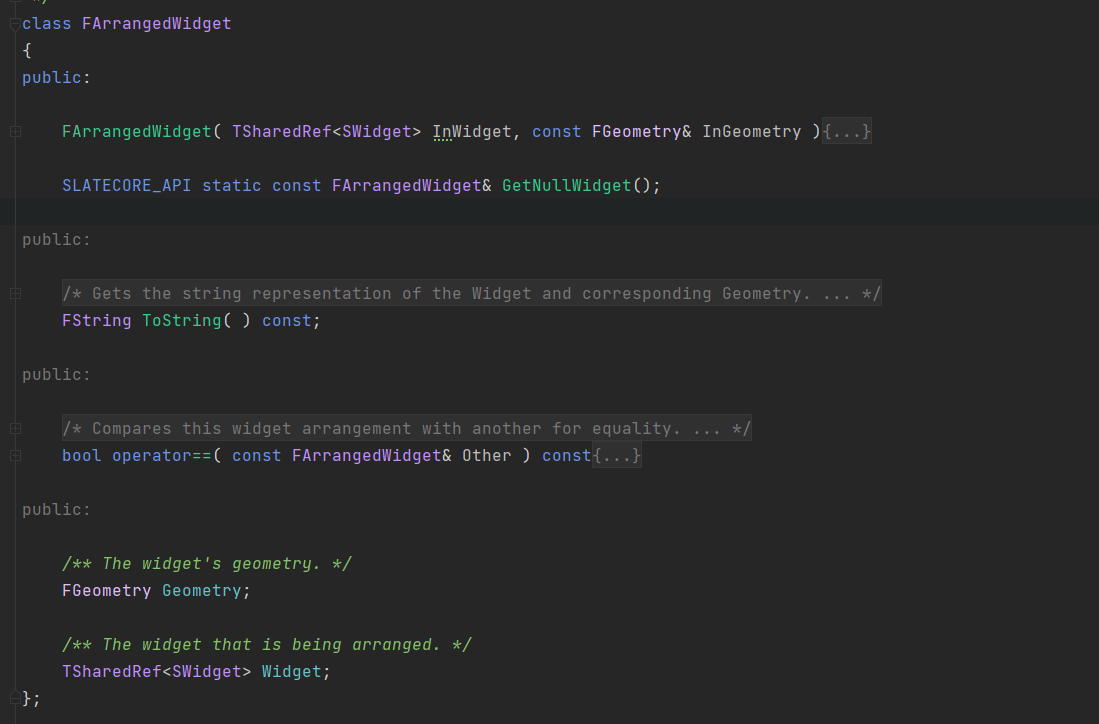 */
class FArrangedWidget
{
public:
FArrangedWidget( TSharedRef<SWidget> InWidget, const FGeometry& InGeometry ){...}
SLATECORE_API static const FArrangedWidget& GetNullWidget();
public:
/* Gets the string representation of the Widget and corresponding Geometry. ... */
FString ToString( ) const;
public:
/* Compares this widget arrangement with another for equality. ... */
bool operator==( const FArrangedWidget& Other ) const{...}
public:
/** The widget's geometry. */
FGeometry Geometry;
/** The widget that is being arranged. */
TSharedRef<SWidget> Widget;
};